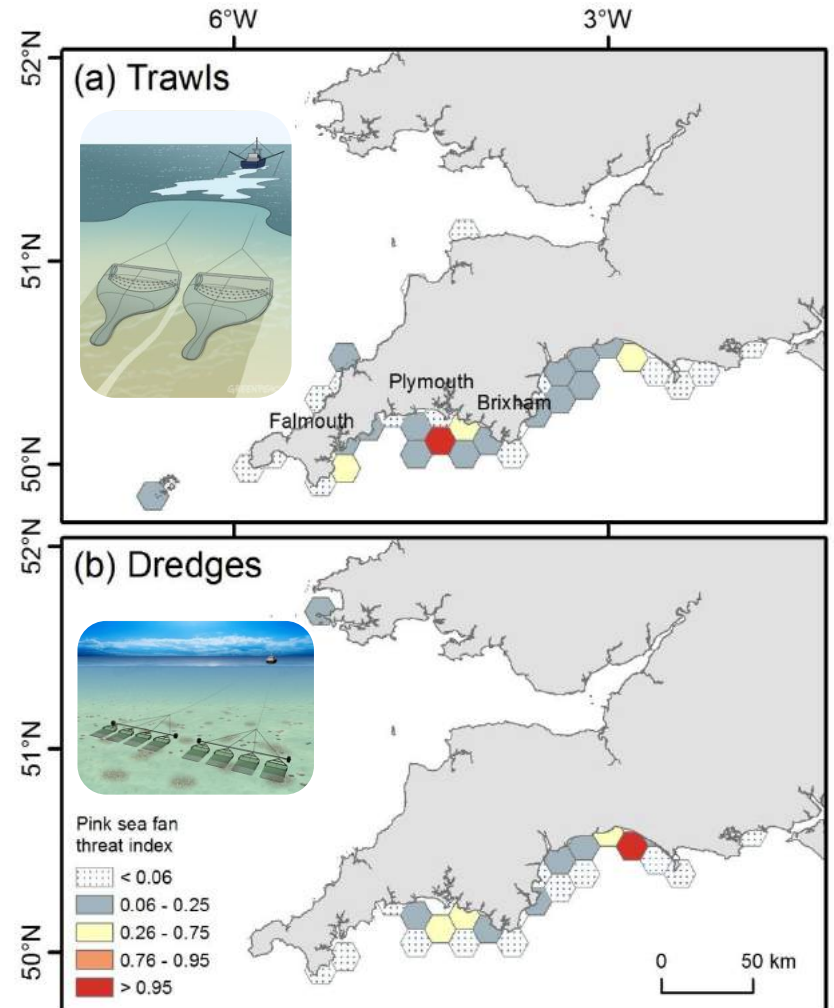 6°W 3°W
52°N
(a) Trawls
51°N
Plymouth
Brixham
Falmouth
50°N
52°N
(b) Dredges
51°N
Pink sea fan
threat index
< 0.06
0.06 - 0.25
0.26 - 0.75
0.76 - 0.95
> 0.95
50°N
0 50 km